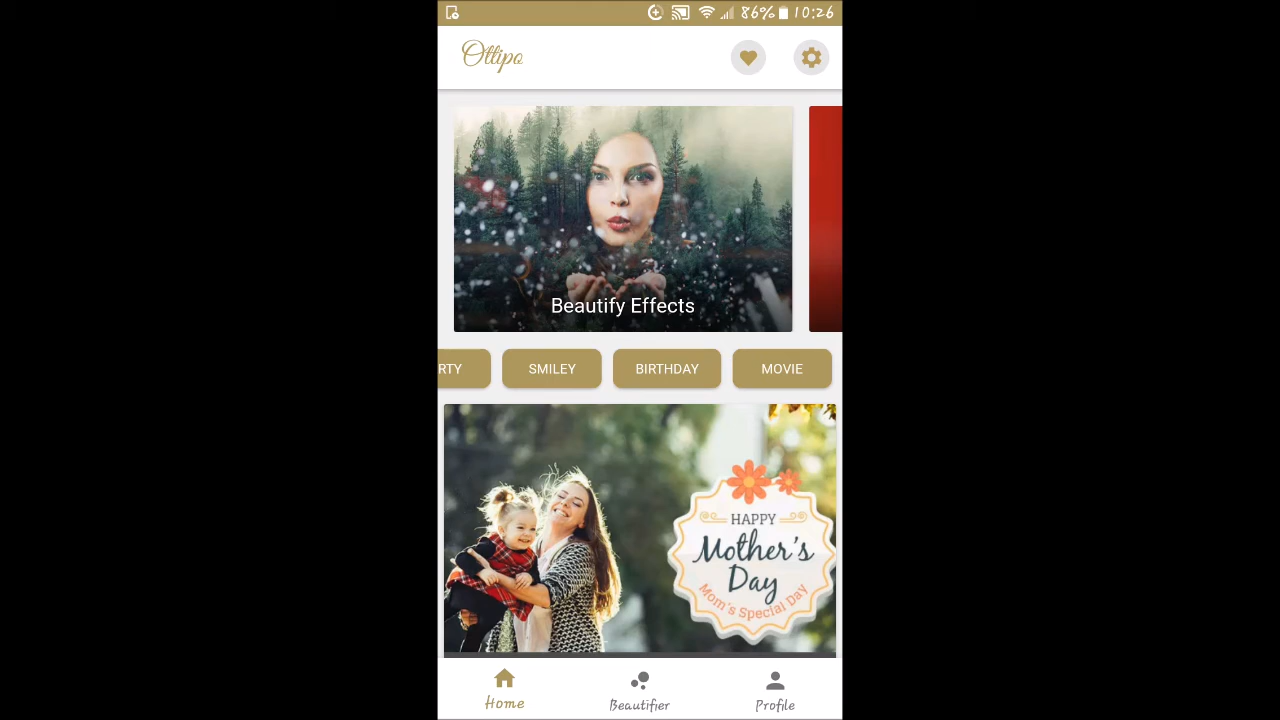 86% 10:26
Ottipo
Beautify Effects
RTY SMILEY BIRTHDAY MOVIE
HAPPY
Mother's
Day
Mom's Special Day
Home Beautifier Profile